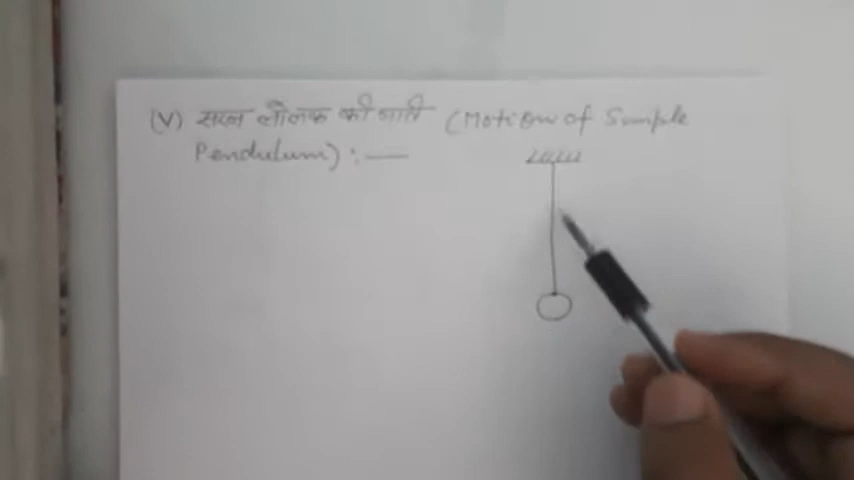 (V) सरल लोलक की गति (Motion of Simple
Pendulum) : —